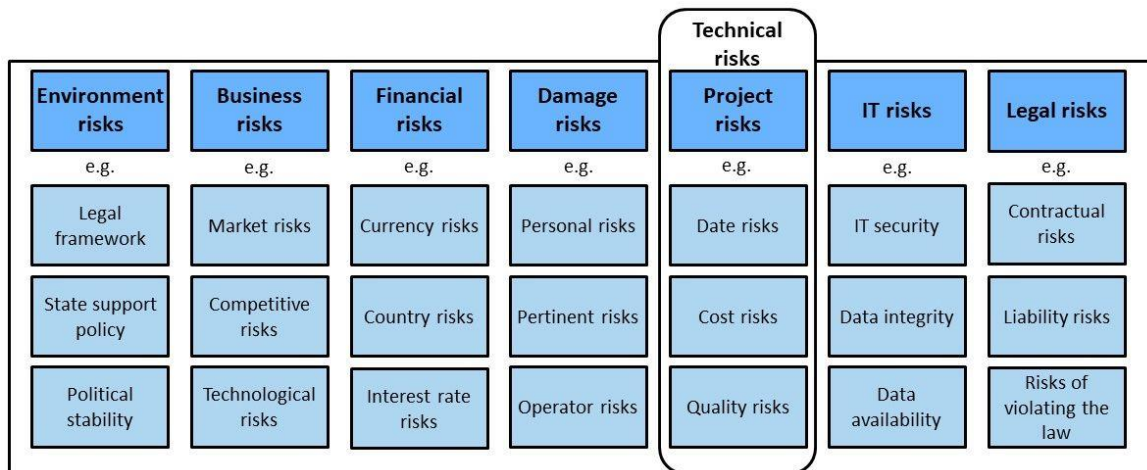 Technical
risks
Environment
risks
Business
risks
Financial
risks
Damage
risks
Project
risks
IT risks
Legal risks
e.g.
e.g.
e.g.
e.g.
e.g.
e.g.
e.g.
Legal
framework
Market risks
Currency risks
Personal risks
Date risks
IT security
Contractual
risks
State support
policy
Competitive
risks
Country risks
Pertinent risks
Cost risks
Data integrity
Liability risks
Political
stability
Technological
risks
Interest rate
risks
Operator risks
Quality risks
Data
availability
Risks of
violating the
law